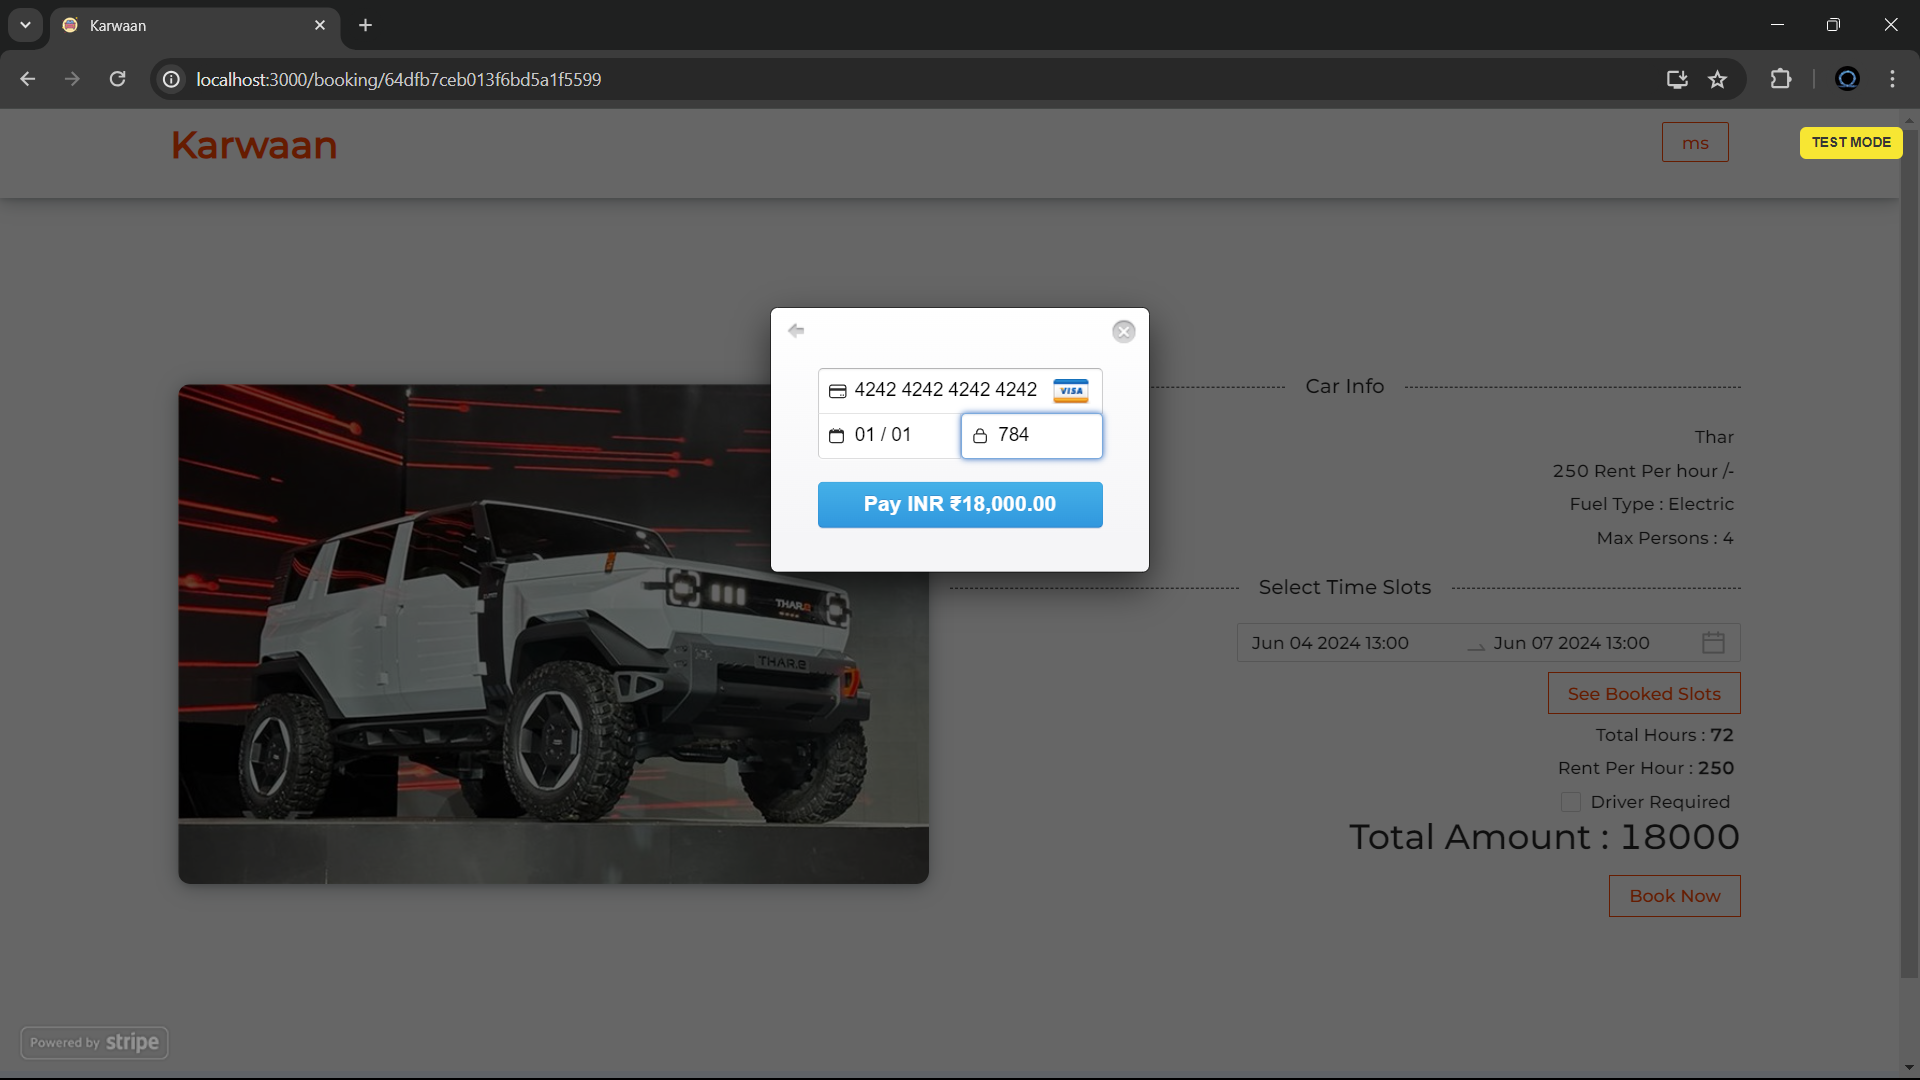 Karwaan
localhost:3000/booking/64dfb7ceb013f6bd5a1f5599
Karwaan
ms
TEST MODE
4242 4242 4242 4242 VISA
01 / 01
784
Pay INR ₹18,000.00
THAR.e
THAR.e
Car Info
Thar
250 Rent Per hour /-
Fuel Type : Electric
Max Persons : 4
Select Time Slots
Jun 04 2024 13:00
Jun 07 2024 13:00
See Booked Slots
Total Hours : 72
Rent Per Hour : 250
Driver Required
Total Amount : 18000
Book Now
Powered by stripe